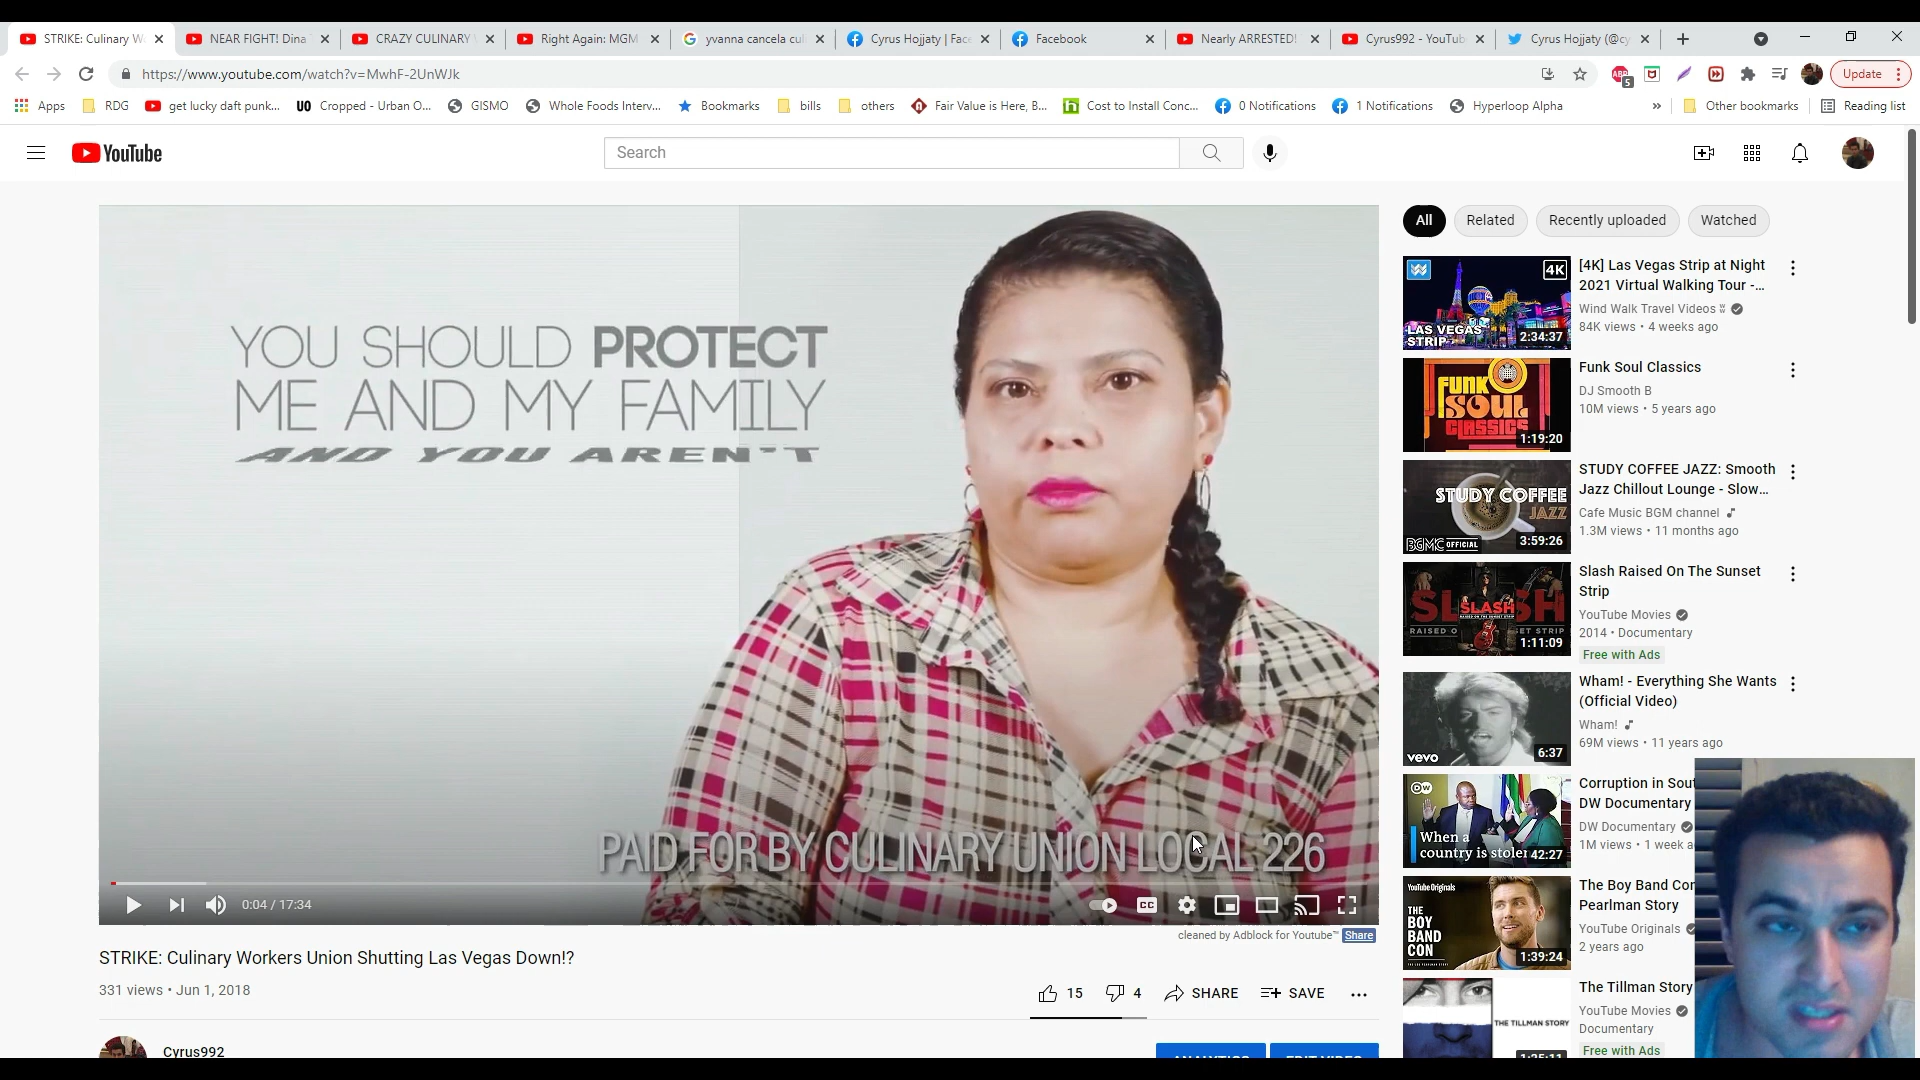 STRIKE: Culinary W
NEAR FIGHT! Dina
CRAZY CULINARY
Right Again: MGM
yvanna cancela cul
Cyrus Hojjaty | Fac
Facebook
Nearly ARRESTED!
Cyrus992 - YouTub
Cyrus Hojjaty (@cy
https://www.youtube.com/watch?v=MwhF-2UnWJk
5
Update
Apps
RDG
get lucky daft punk...
UO Cropped - Urban O...
GISMO
Whole Foods Interv...
Bookmarks
bills
others
Fair Value is Here, B...
Cost to Install Conc...
0 Notifications
1 Notifications
Hyperloop Alpha
»
Other bookmarks
Reading list
YouTube
Search
YOU SHOULD PROTECT
ME AND MY FAMILY
AND YOU AREN'T
PAID FOR BY CULINARY UNION LOCAL 226
0:04 / 17:34
CC
cleaned by Adblock for Youtube™ Share
STRIKE: Culinary Workers Union Shutting Las Vegas Down!?
331 views • Jun 1, 2018
15
4
SHARE
SAVE
Cyrus992
ANALYTICS
EDIT VIDEO
All
Related
Recently uploaded
Watched
4K
LAS VEGAS
STRIP
2:34:37
[4K] Las Vegas Strip at Night
2021 Virtual Walking Tour -...
Wind Walk Travel Videos
84K views • 4 weeks ago
FUNK
SOUL
CLASSICS
1:19:20
Funk Soul Classics
DJ Smooth B
10M views • 5 years ago
STUDY COFFEE
JAZZ
BGMC OFFICIAL
3:59:26
STUDY COFFEE JAZZ: Smooth
Jazz Chillout Lounge - Slow...
Cafe Music BGM channel
1.3M views • 11 months ago
SLASH
1:11:09
Slash Raised On The Sunset
Strip
YouTube Movies
2014 • Documentary
Free with Ads
vevo
6:37
Wham! - Everything She Wants
(Official Video)
Wham!
69M views • 11 years ago
DW
When a
country is stolen
42:27
Corruption in Sout
DW Documentary
DW Documentary
1M views • 1 week a
YouTube Originals
THE
BOY
BAND
CON
1:39:24
The Boy Band Con
Pearlman Story
YouTube Originals
2 years ago
THE TILLMAN STORY
1:35:11
The Tillman Story
YouTube Movies
Documentary
Free with Ads